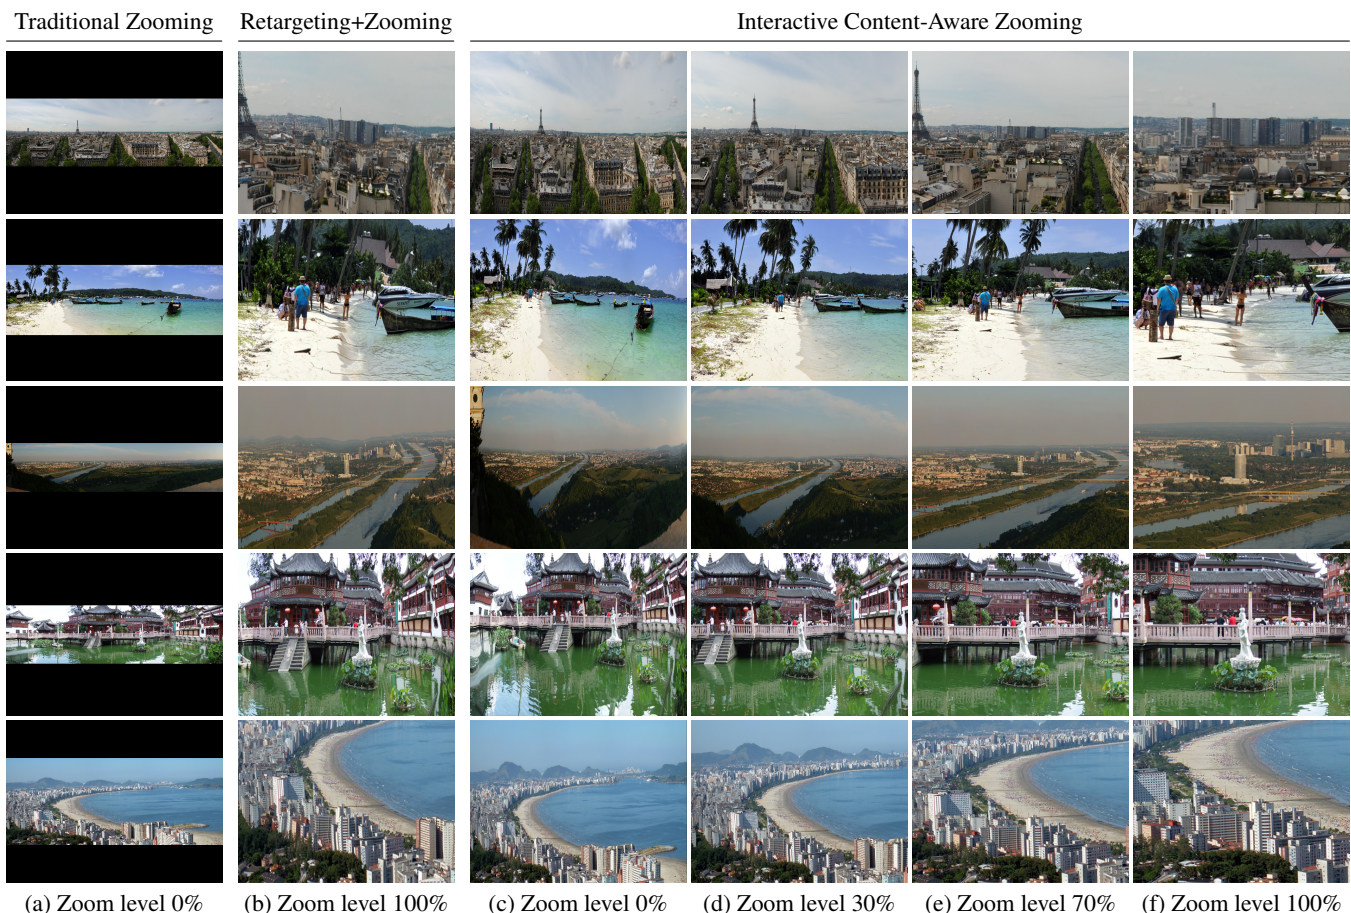 Traditional Zooming
Retargeting+Zooming
Interactive Content-Aware Zooming
(a) Zoom level 0%
(b) Zoom level 100%
(c) Zoom level 0%
(d) Zoom level 30%
(e) Zoom level 70%
(f) Zoom level 100%